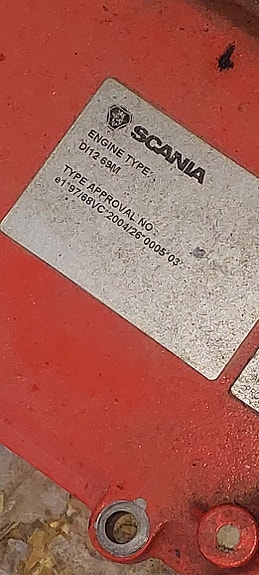 SCANIA
ENGINE TYPE:
DI12 69M
TYPE APPROVAL NO.
e1*97/68VC*2004/26*0005*03